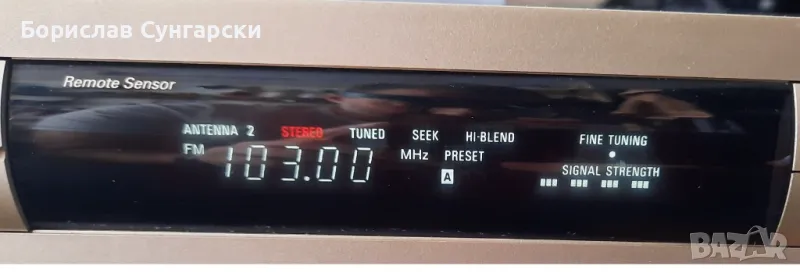 Борислав Сунгарски
Remote Sensor
ANTENNA 2 STEREO TUNED SEEK HI-BLEND FINE TUNING
FM 103.00 MHz PRESET
A
SIGNAL STRENGTH
BAZAR